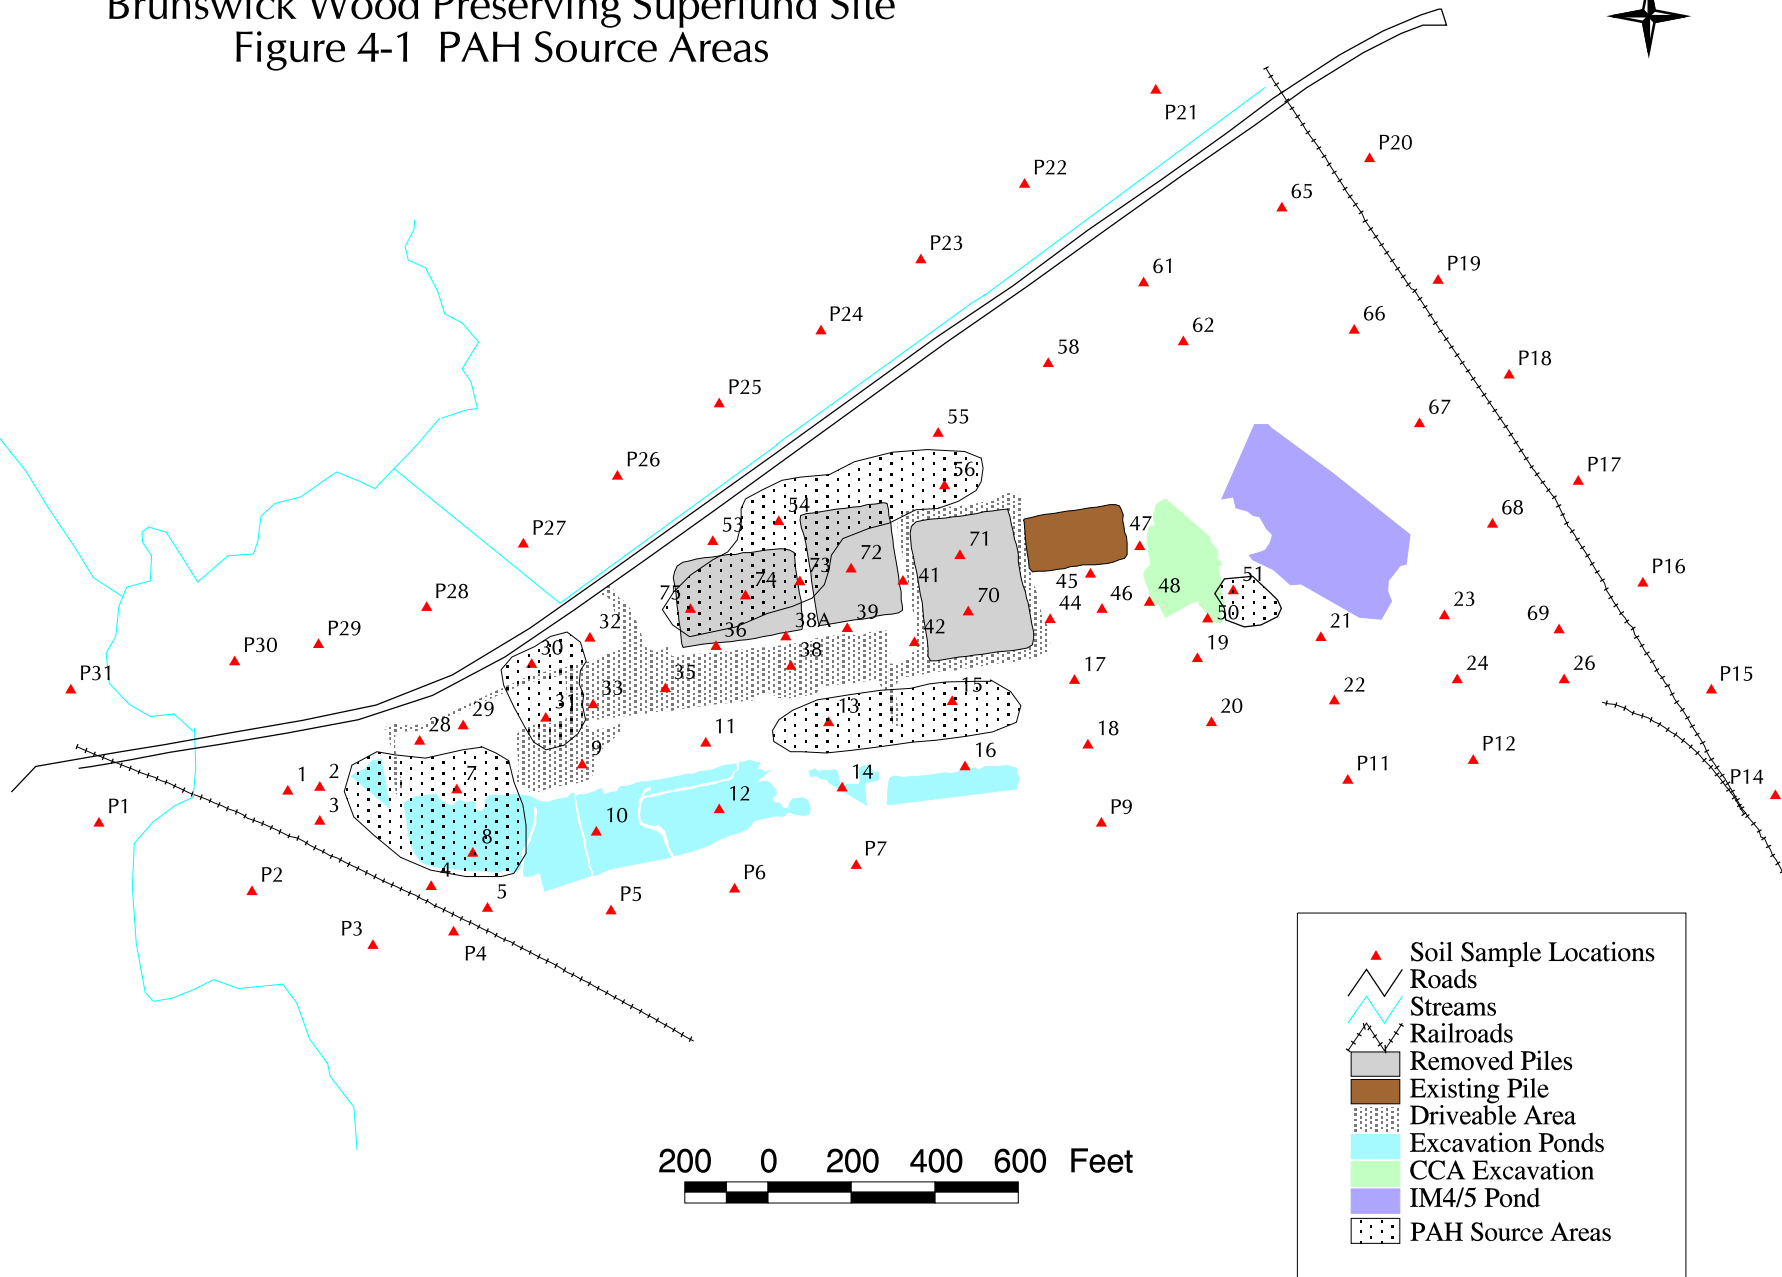 Brunswick Wood Preserving Superfund Site
Figure 4-1 PAH Source Areas
P21
P20
P22
65
P23
61
P19
P24
66
62
58
P18
P25
67
55
P26
56
P17
54
53
47
68
P27
71
72
73
41
51
P16
45
74
75
46
48
P28
70
44
23
69
39
50
38A
32
36
42
21
P29
19
P30
30
38
17
24
26
P31
35
P15
33
15
22
31
13
20
29
28
11
18
9
16
P12
P11
1
2
7
14
P14
12
3
P1
10
P9
8
P7
4
P2
P6
5
P5
P3
P4
Soil Sample Locations
Roads
Streams
Railroads
Removed Piles
Existing Pile
Driveable Area
Excavation Ponds
CCA Excavation
IM4/5 Pond
PAH Source Areas
200 0 200 400 600 Feet